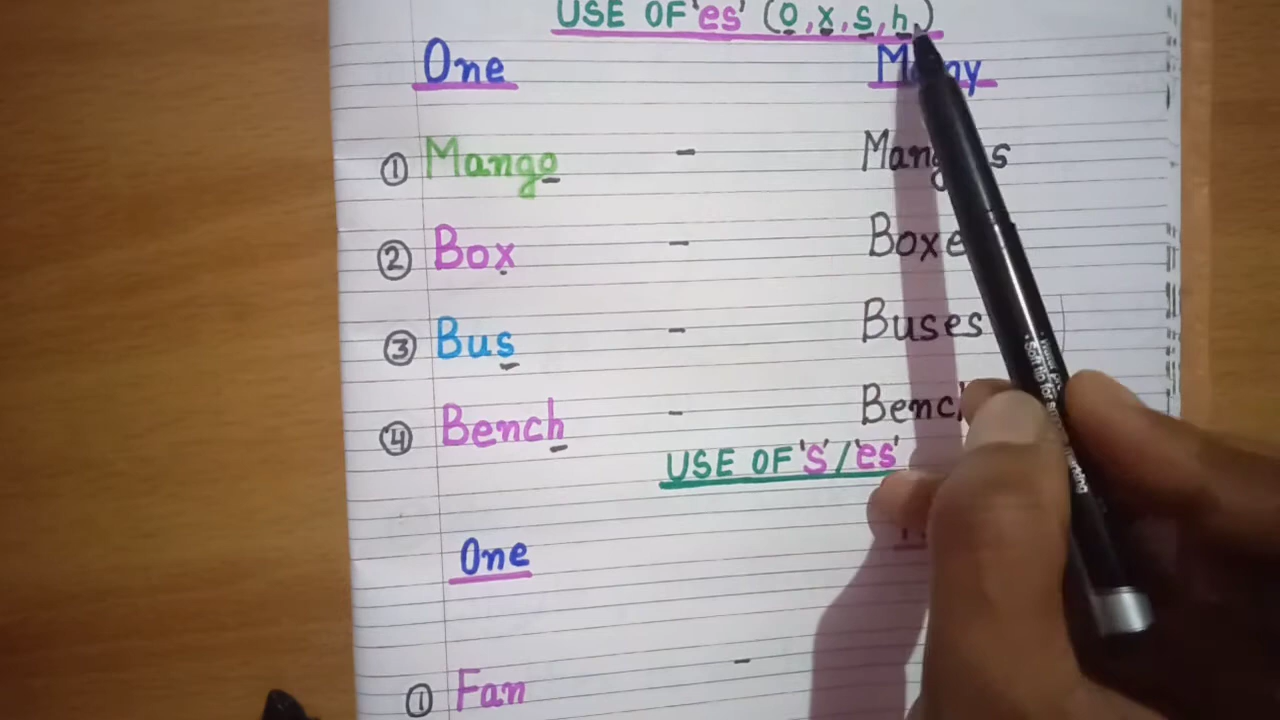 USE OF 'es' (o, x, s, h,)
One Many
① Mango -
② Box -
③ Bus - Buses
④ Bench -
USE OF 's'/'es'
One
① Fan -